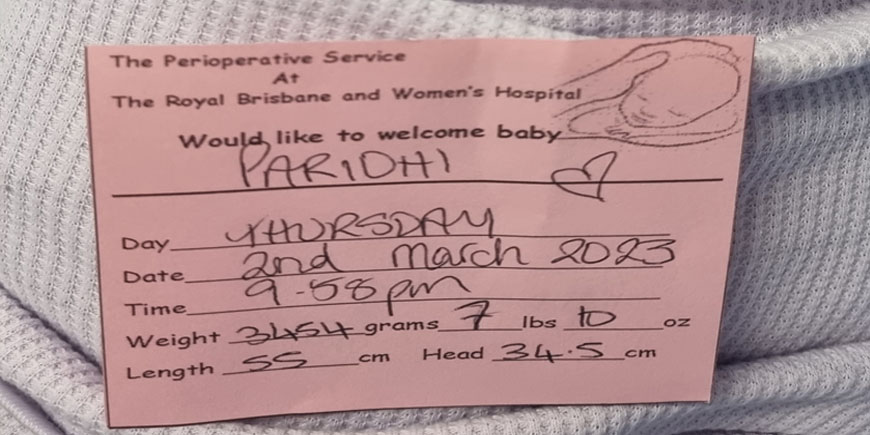 The Perioperative Service
At
The Royal Brisbane and Women's Hospital
Would like to welcome baby
PARIDHI
Day THURSDAY
Date 2nd March 2023
Time 9-58pm
Weight 3454 grams 7 lbs 10 oz
Length 55 cm Head 34.5 cm